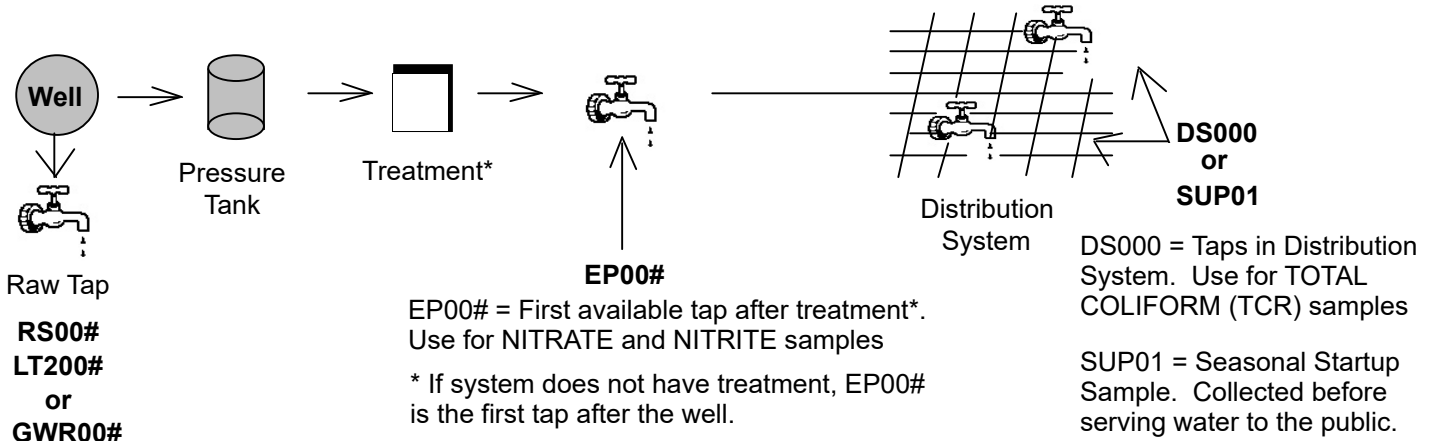 Well
Pressure
Tank
Treatment*
Raw Tap
RS00#
LT200#
or
GWR00#
EP00#
EP00# = First available tap after treatment*.
Use for NITRATE and NITRITE samples
* If system does not have treatment, EP00#
is the first tap after the well.
Distribution
System
DS000
or
SUP01
DS000 = Taps in Distribution
System. Use for TOTAL
COLIFORM (TCR) samples
SUP01 = Seasonal Startup
Sample. Collected before
serving water to the public.